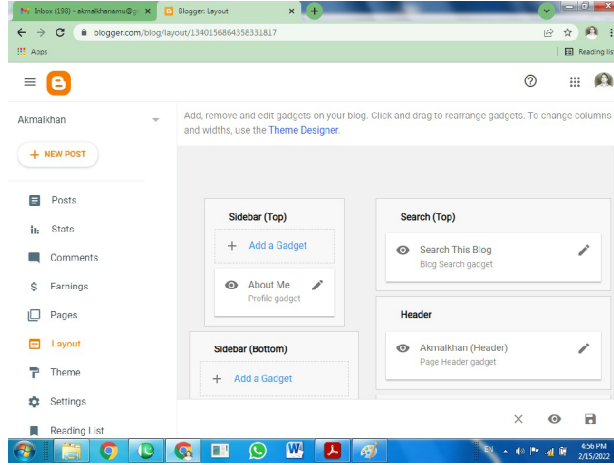 Inbox (190) - akmalkhanamu@g
Blogger: Layout
blogger.com/blog/layout/1340156864358331817
Apps
Reading lis
Add, remove and edit gadgets on your blog. Click and drag to rearrange gadgets. To change columns
and widths, use the Theme Designer.
Akmalkhan
NEW POST
Posts
Stats
Comments
Earnings
Pages
Layout
Theme
Settings
Reading List
Sidebar (Top)
Add a Gadget
About Me
Profile gadget
Sidebar (Bottom)
Add a Gadget
Search (Top)
Search This Blog
Blog Search gadget
Header
Akmalkhan (Header)
Page Header gadget
EN
4:56 PM
2/15/2022